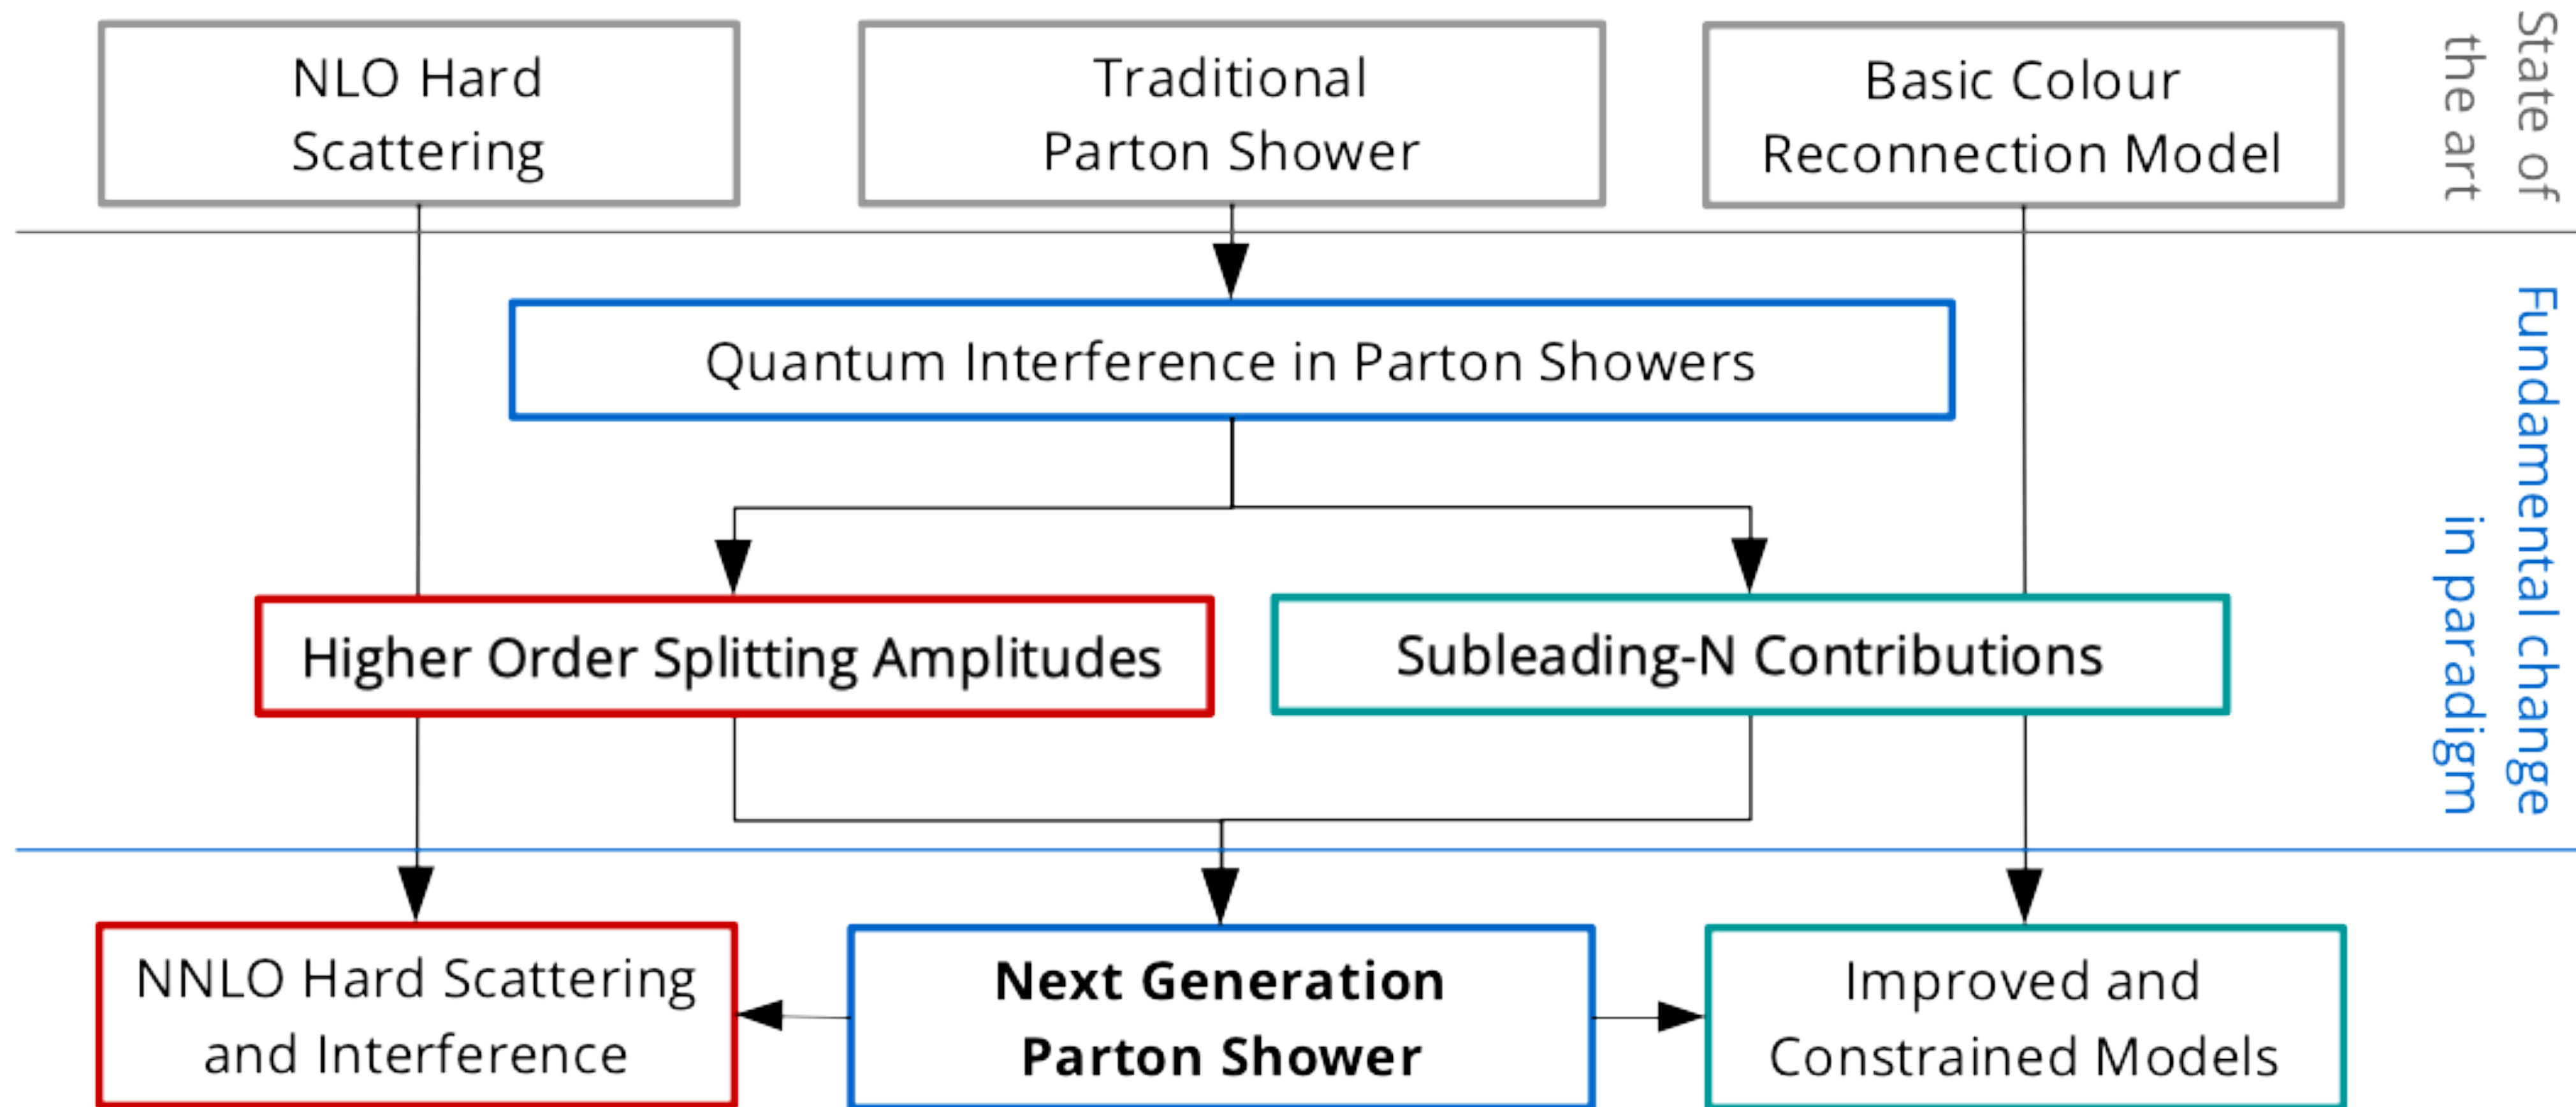 NLO Hard
Scattering
Traditional
Parton Shower
Basic Colour
Reconnection Model
State of
the art
Quantum Interference in Parton Showers
Fundamental change
in paradigm
Higher Order Splitting Amplitudes
Subleading-N Contributions
NNLO Hard Scattering
and Interference
Next Generation
Parton Shower
Improved and
Constrained Models